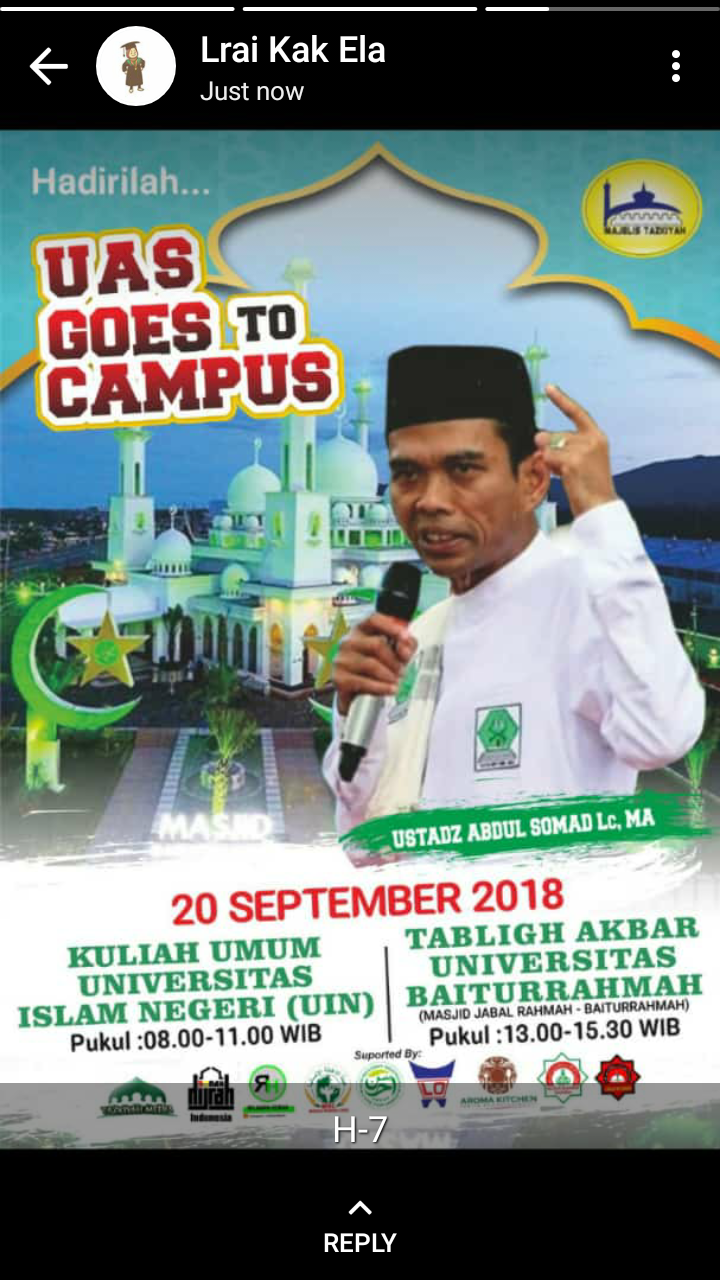 Lrai Kak Ela
Just now
Hadirilah...
MAJELIS TAZKIYAH
UAS
GOES TO
CAMPUS
MASJID
USTADZ ABDUL SOMAD Lc, MA
20 SEPTEMBER 2018
KULIAH UMUM
UNIVERSITAS
ISLAM NEGERI (UIN)
Pukul :08.00-11.00 WIB
TABLIGH AKBAR
UNIVERSITAS
BAITURRAHMAH
(MASJID JABAL RAHMAH - BAITURRAHMAH)
Pukul :13.00-15.30 WIB
Suported By:
hijrah
Indonesia
RH
LO
AROMA KITCHEN
H-7
REPLY